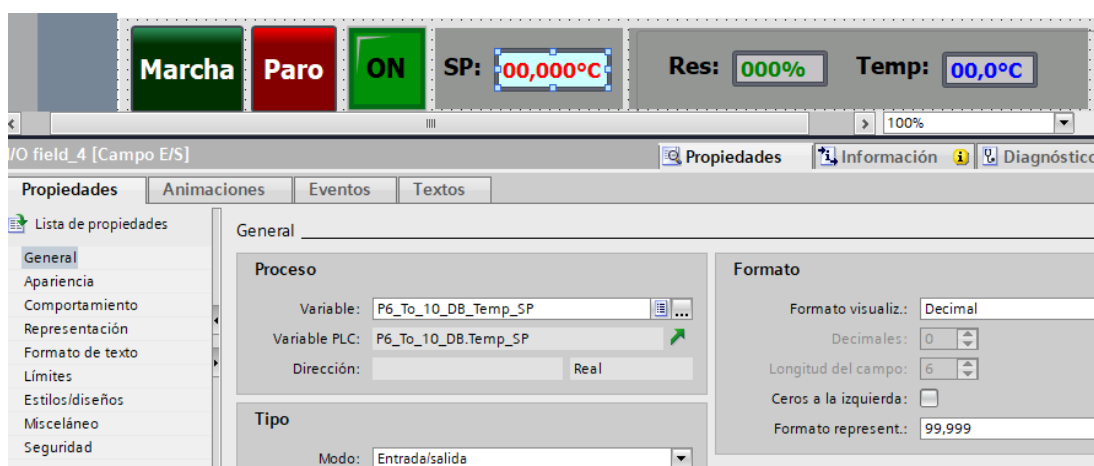 Marcha Paro ON SP: 00,000°C Res: 000% Temp: 00,0°C
100%
I/O field_4 [Campo E/S] Propiedades Información Diagnóstico
Propiedades Animaciones Eventos Textos
Lista de propiedades
General
Apariencia
Comportamiento
Representación
Formato de texto
Límites
Estilos/diseños
Misceláneo
Seguridad
General
Proceso
Variable: P6_To_10_DB_Temp_SP ...
Variable PLC: P6_To_10_DB.Temp_SP
Dirección: Real
Tipo
Modo: Entrada/salida
Formato
Formato visualiz.: Decimal
Decimales: 0
Longitud del campo: 6
Ceros a la izquierda:
Formato represent.: 99,999